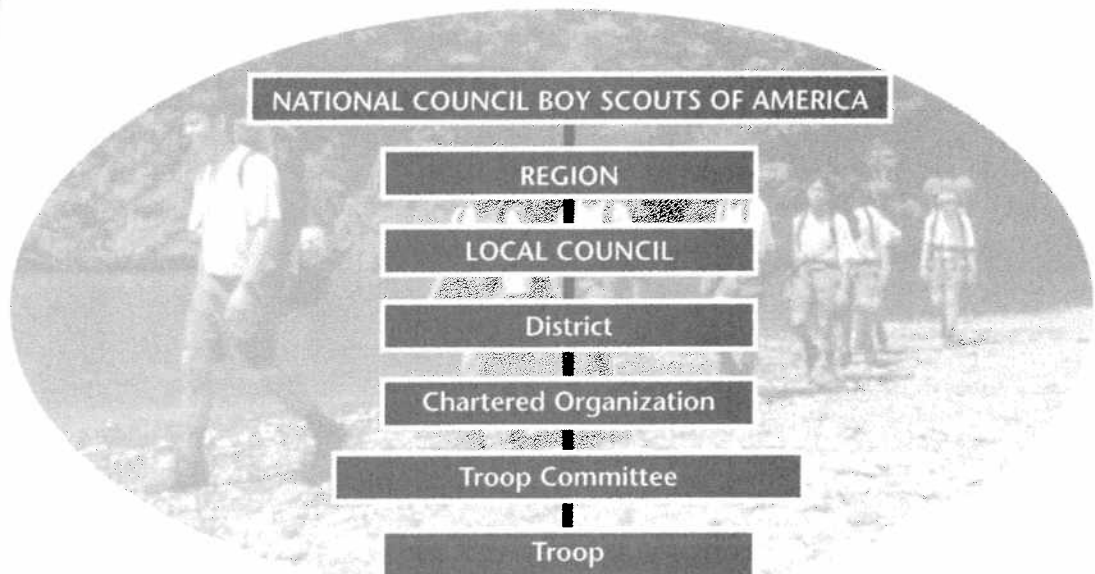 NATIONAL COUNCIL BOY SCOUTS OF AMERICA
REGION
LOCAL COUNCIL
District
Chartered Organization
Troop Committee
Troop